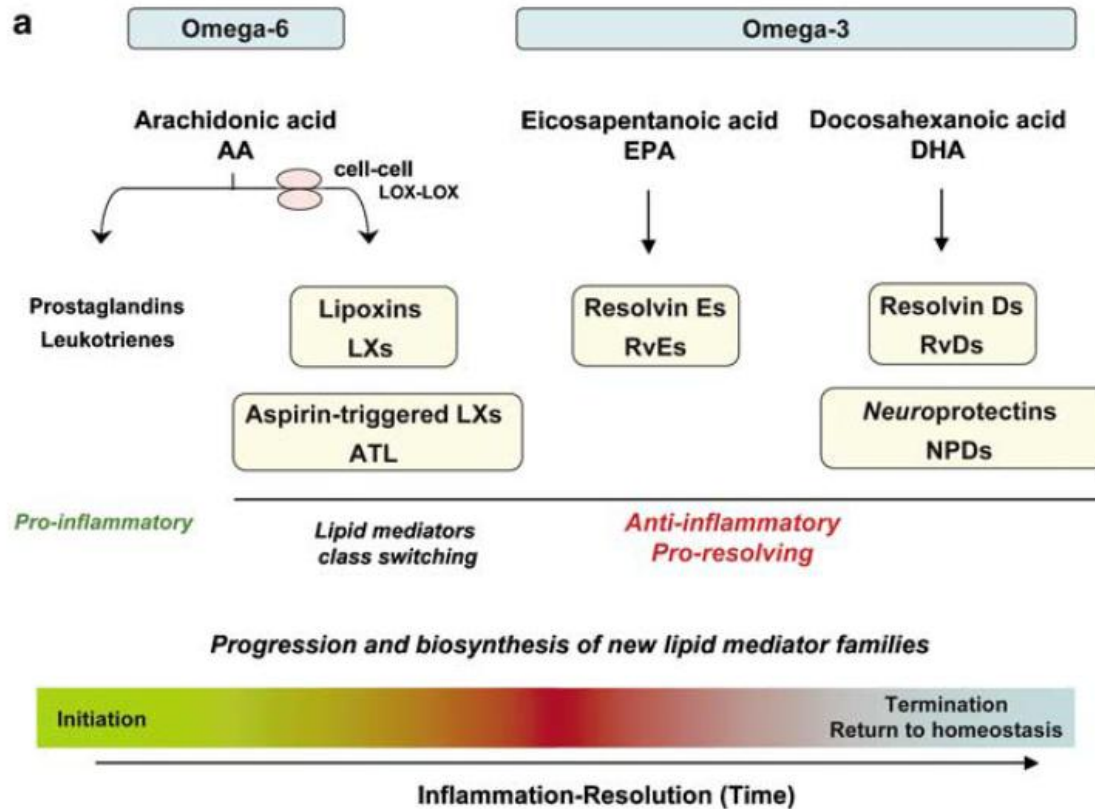 a
Omega-6
Omega-3
Arachidonic acid
AA
cell-cell
LOX-LOX
Eicosapentanoic acid
EPA
Docosahexanoic acid
DHA
Prostaglandins
Leukotrienes
Lipoxins
LXs
Resolvin Es
RvEs
Resolvin Ds
RvDs
Aspirin-triggered LXs
ATL
Neuroprotectins
NPDs
Pro-inflammatory
Lipid mediators
class switching
Anti-inflammatory
Pro-resolving
Progression and biosynthesis of new lipid mediator families
Initiation
Termination
Return to homeostasis
Inflammation-Resolution (Time)